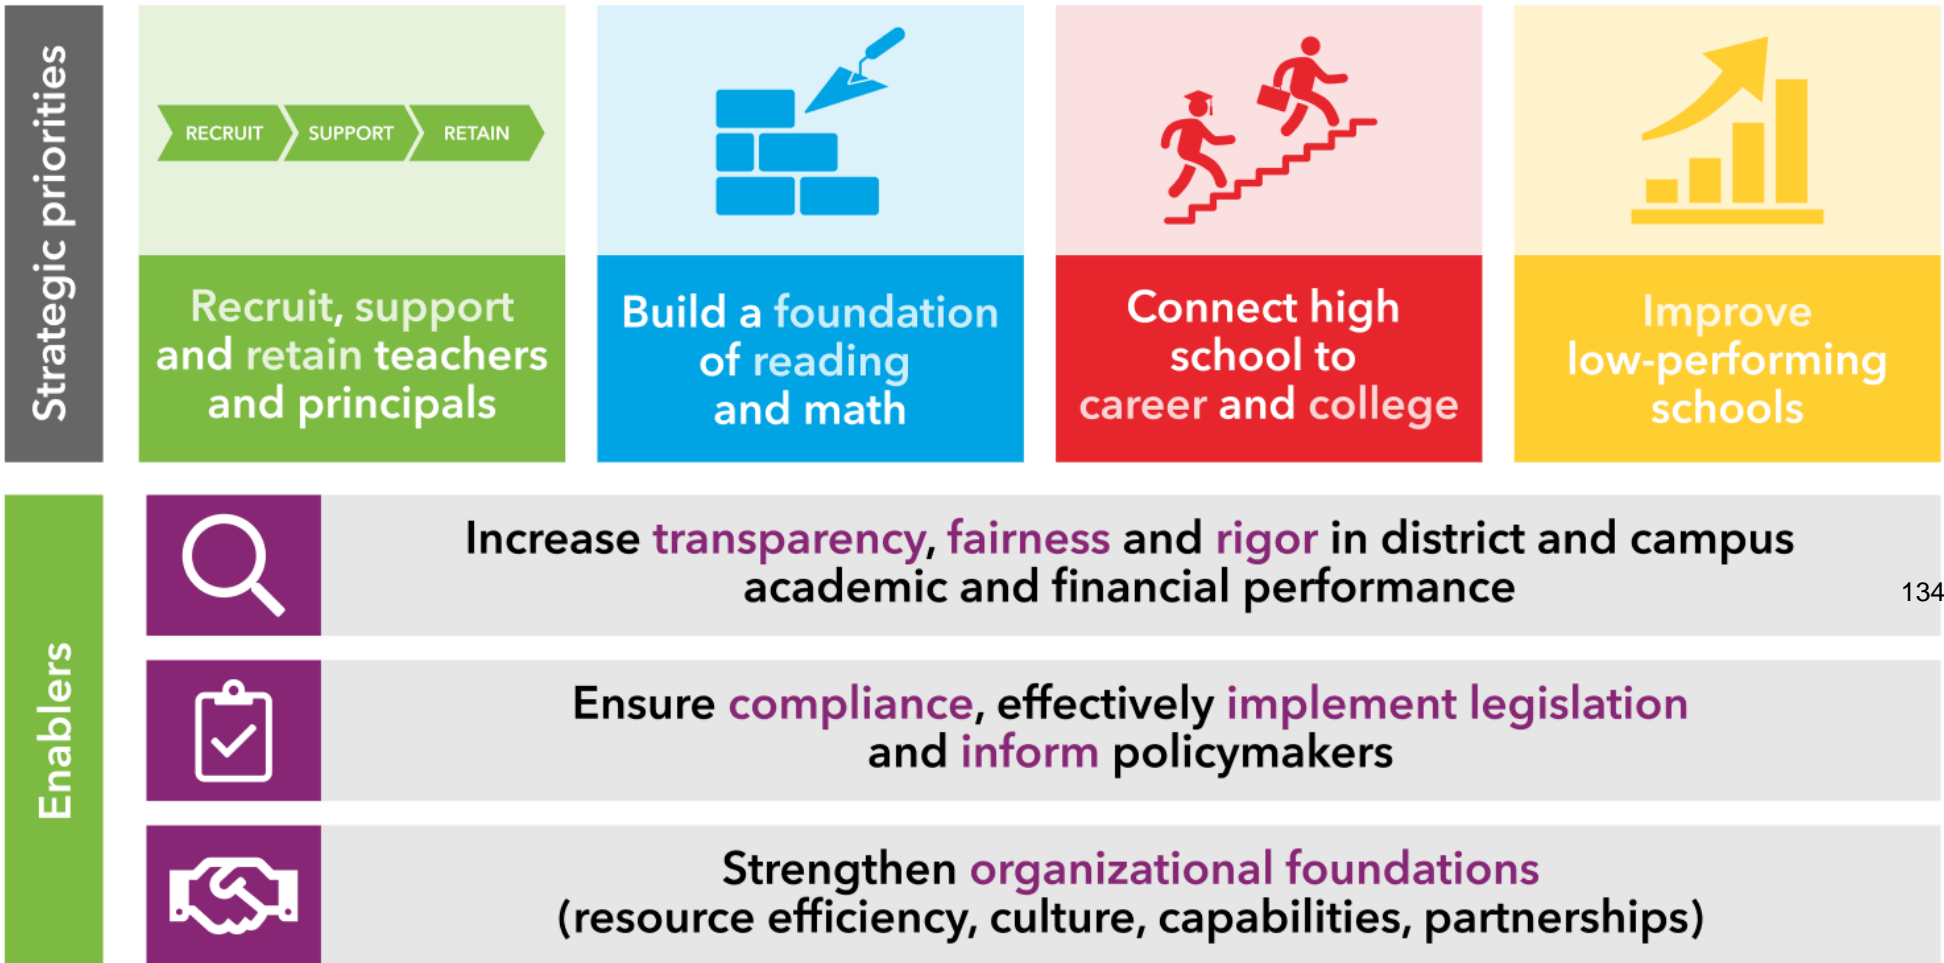 Strategic priorities
RECRUIT
SUPPORT
RETAIN
Recruit, support
and retain teachers
and principals
Build a foundation
of reading
and math
Connect high
school to
career and college
Improve
low-performing
schools
Enablers
Increase transparency, fairness and rigor in district and campus
academic and financial performance
134
Ensure compliance, effectively implement legislation
and inform policymakers
Strengthen organizational foundations
(resource efficiency, culture, capabilities, partnerships)